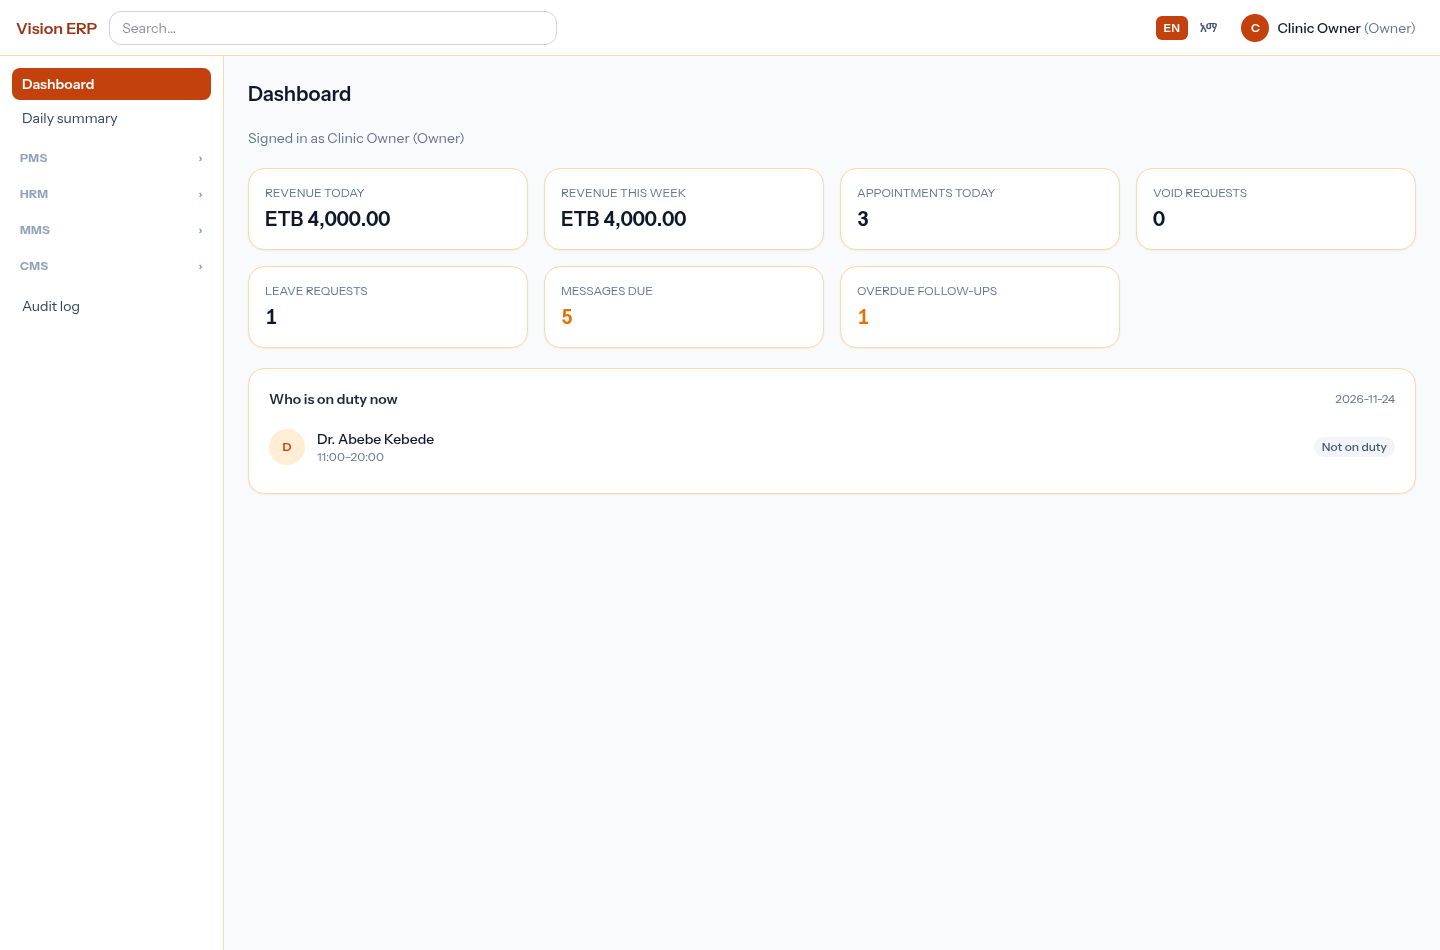 Vision ERP
Search...
EN
አማ
C
Clinic Owner (Owner)
Dashboard
Daily summary
PMS ›
HRM ›
MMS ›
CMS ›
Audit log
Dashboard
Signed in as Clinic Owner (Owner)
REVENUE TODAY
ETB 4,000.00
REVENUE THIS WEEK
ETB 4,000.00
APPOINTMENTS TODAY
3
VOID REQUESTS
0
LEAVE REQUESTS
1
MESSAGES DUE
5
OVERDUE FOLLOW-UPS
1
Who is on duty now
2026-11-24
D
Dr. Abebe Kebede
11:00–20:00
Not on duty